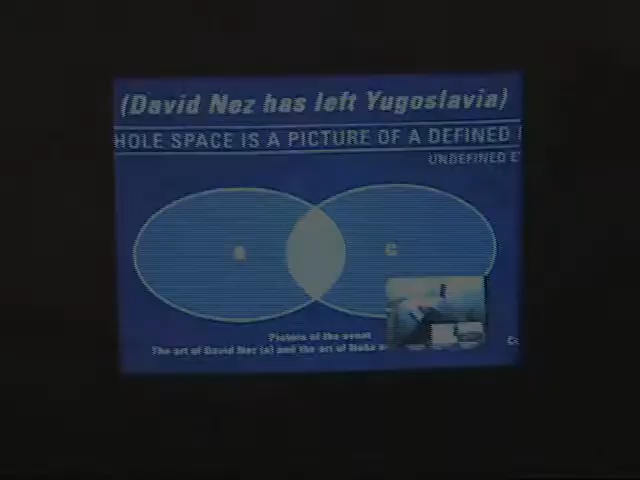 (David Nez has left Yugoslavia)
HOLE SPACE IS A PICTURE OF A DEFINED
UNDEFINED
a
e
Picture of the event
The art of David Nez (a) and the art of